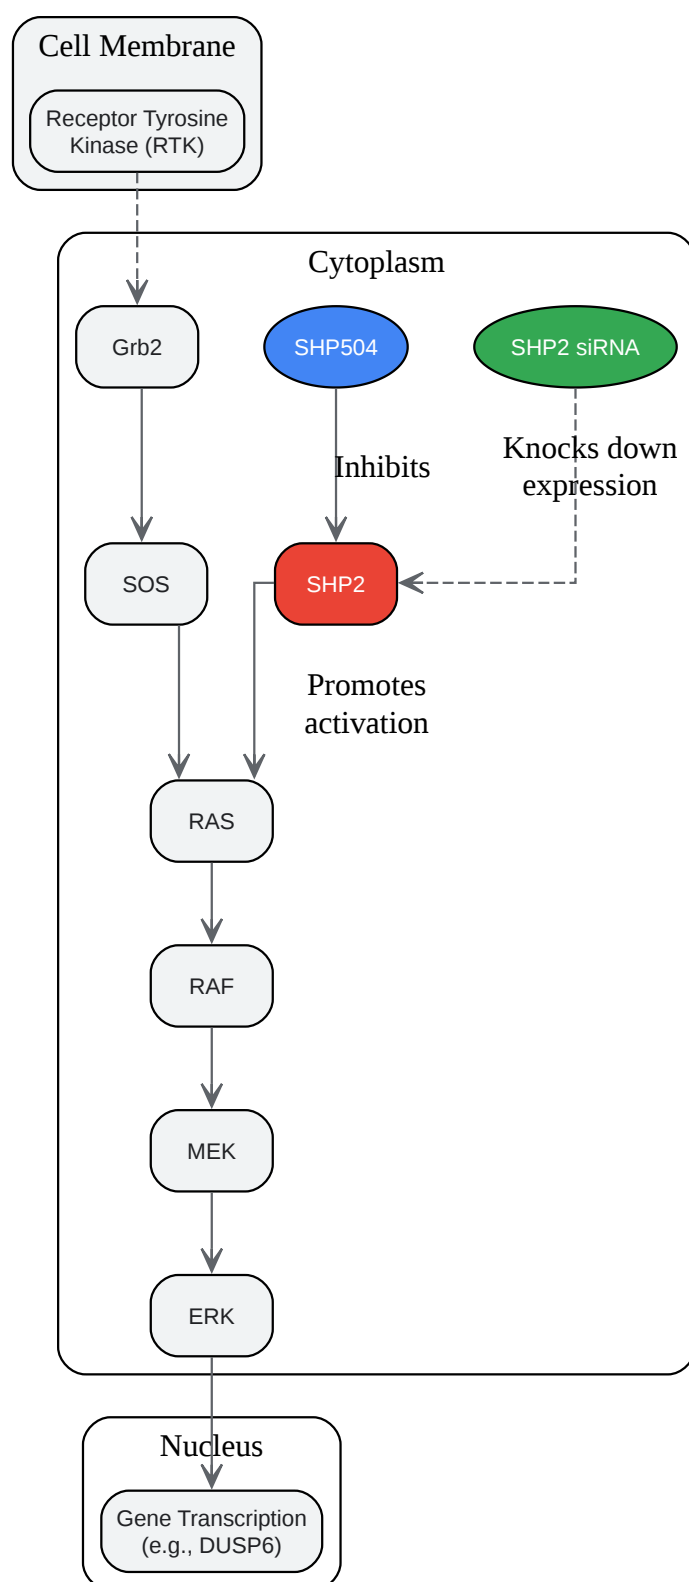 Cell Membrane
Receptor Tyrosine
Kinase (RTK)
Cytoplasm
Grb2
SHP504
SHP2 siRNA
Inhibits
Knocks down
expression
SOS
SHP2
Promotes
activation
RAS
RAF
MEK
ERK
Nucleus
Gene Transcription
(e.g., DUSP6)